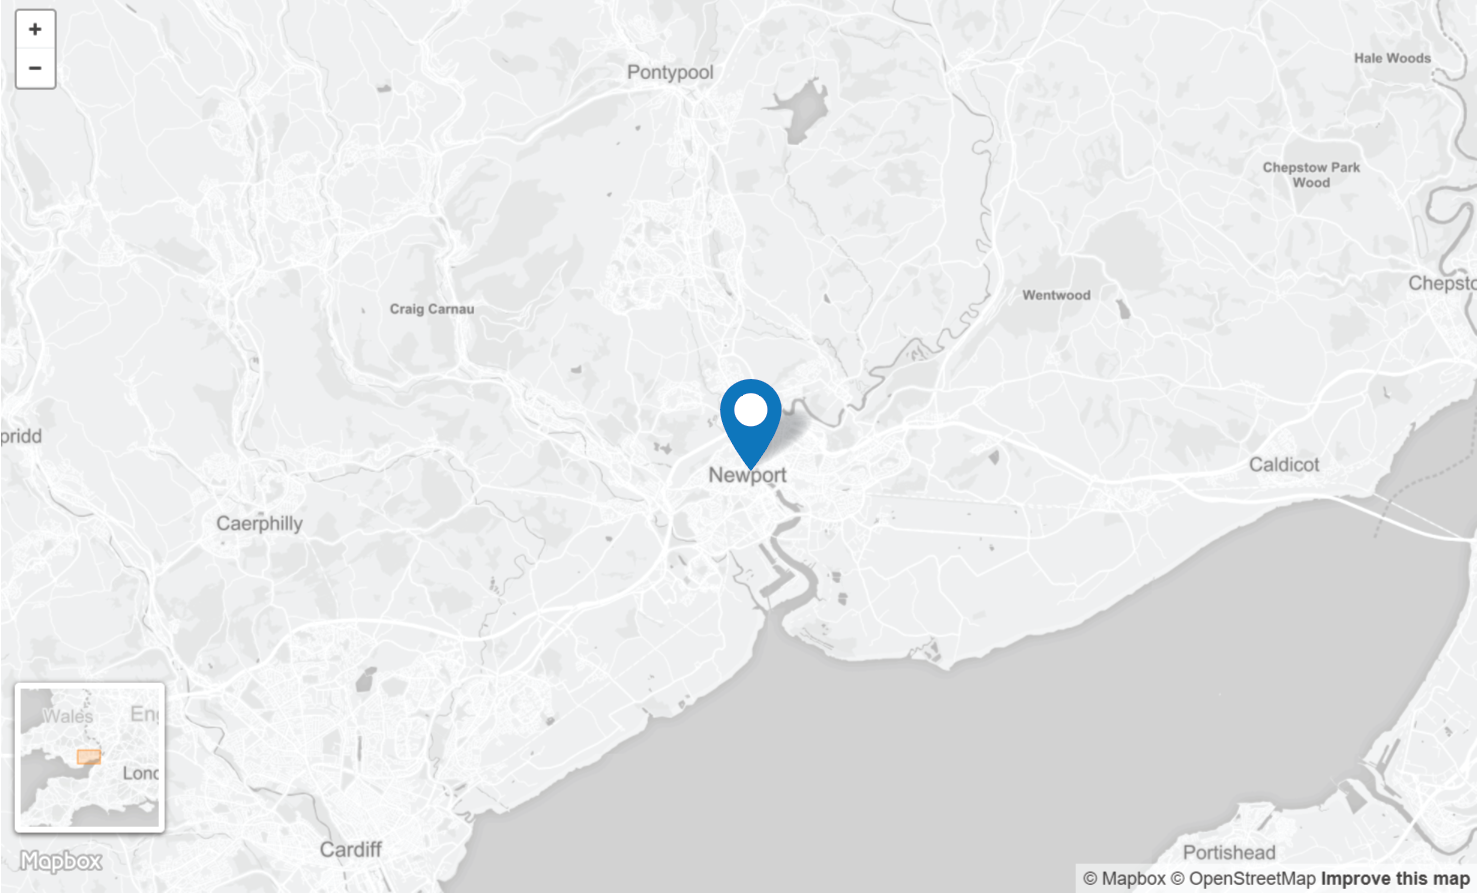 +
−
Pontypool
Hale Woods
Chepstow Park
Wood
Chepsto
Wentwood
Craig Carnau
pridd
Newport
Caldicot
Caerphilly
Wales
Eng
Lond
Cardiff
Portishead
Mapbox
© Mapbox © OpenStreetMap Improve this map